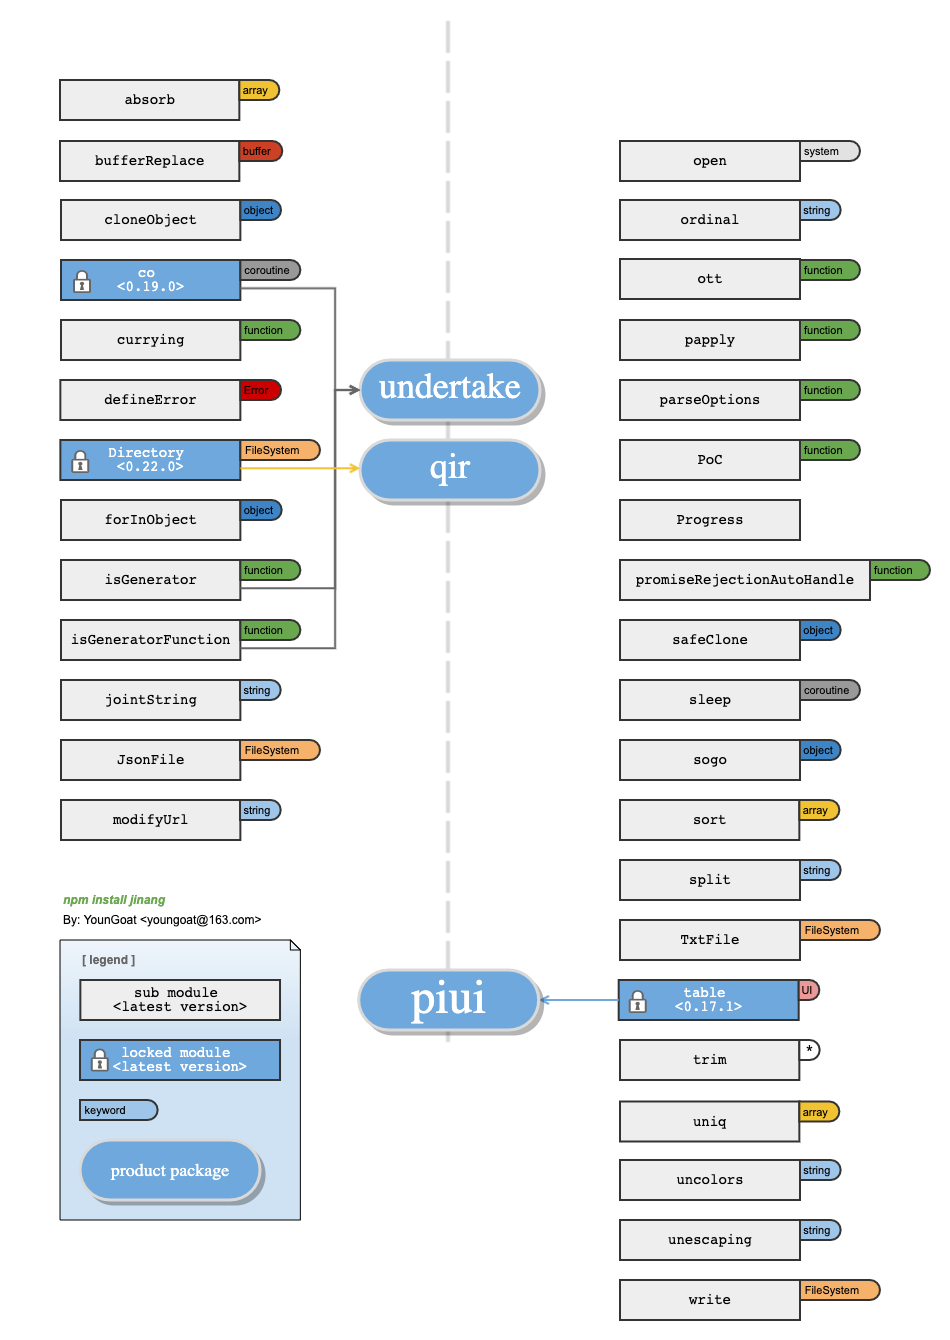 absorb
array
bufferReplace
buffer
cloneObject
object
co
<0.19.0>
coroutine
currying
function
defineError
Error
Directory
<0.22.0>
FileSystem
forInObject
object
isGenerator
function
isGeneratorFunction
function
jointString
string
JsonFile
FileSystem
modifyUrl
string
npm install jinang
By: YounGoat <youngoat@163.com>
[ legend ]
sub module
<latest version>
locked module
<latest version>
keyword
product package
undertake
qir
piui
open
system
ordinal
string
ott
function
papply
function
parseOptions
function
PoC
function
Progress
promiseRejectionAutoHandle
function
safeClone
object
sleep
coroutine
sogo
object
sort
array
split
string
TxtFile
FileSystem
table
<0.17.1>
UI
trim
*
uniq
array
uncolors
string
unescaping
string
write
FileSystem